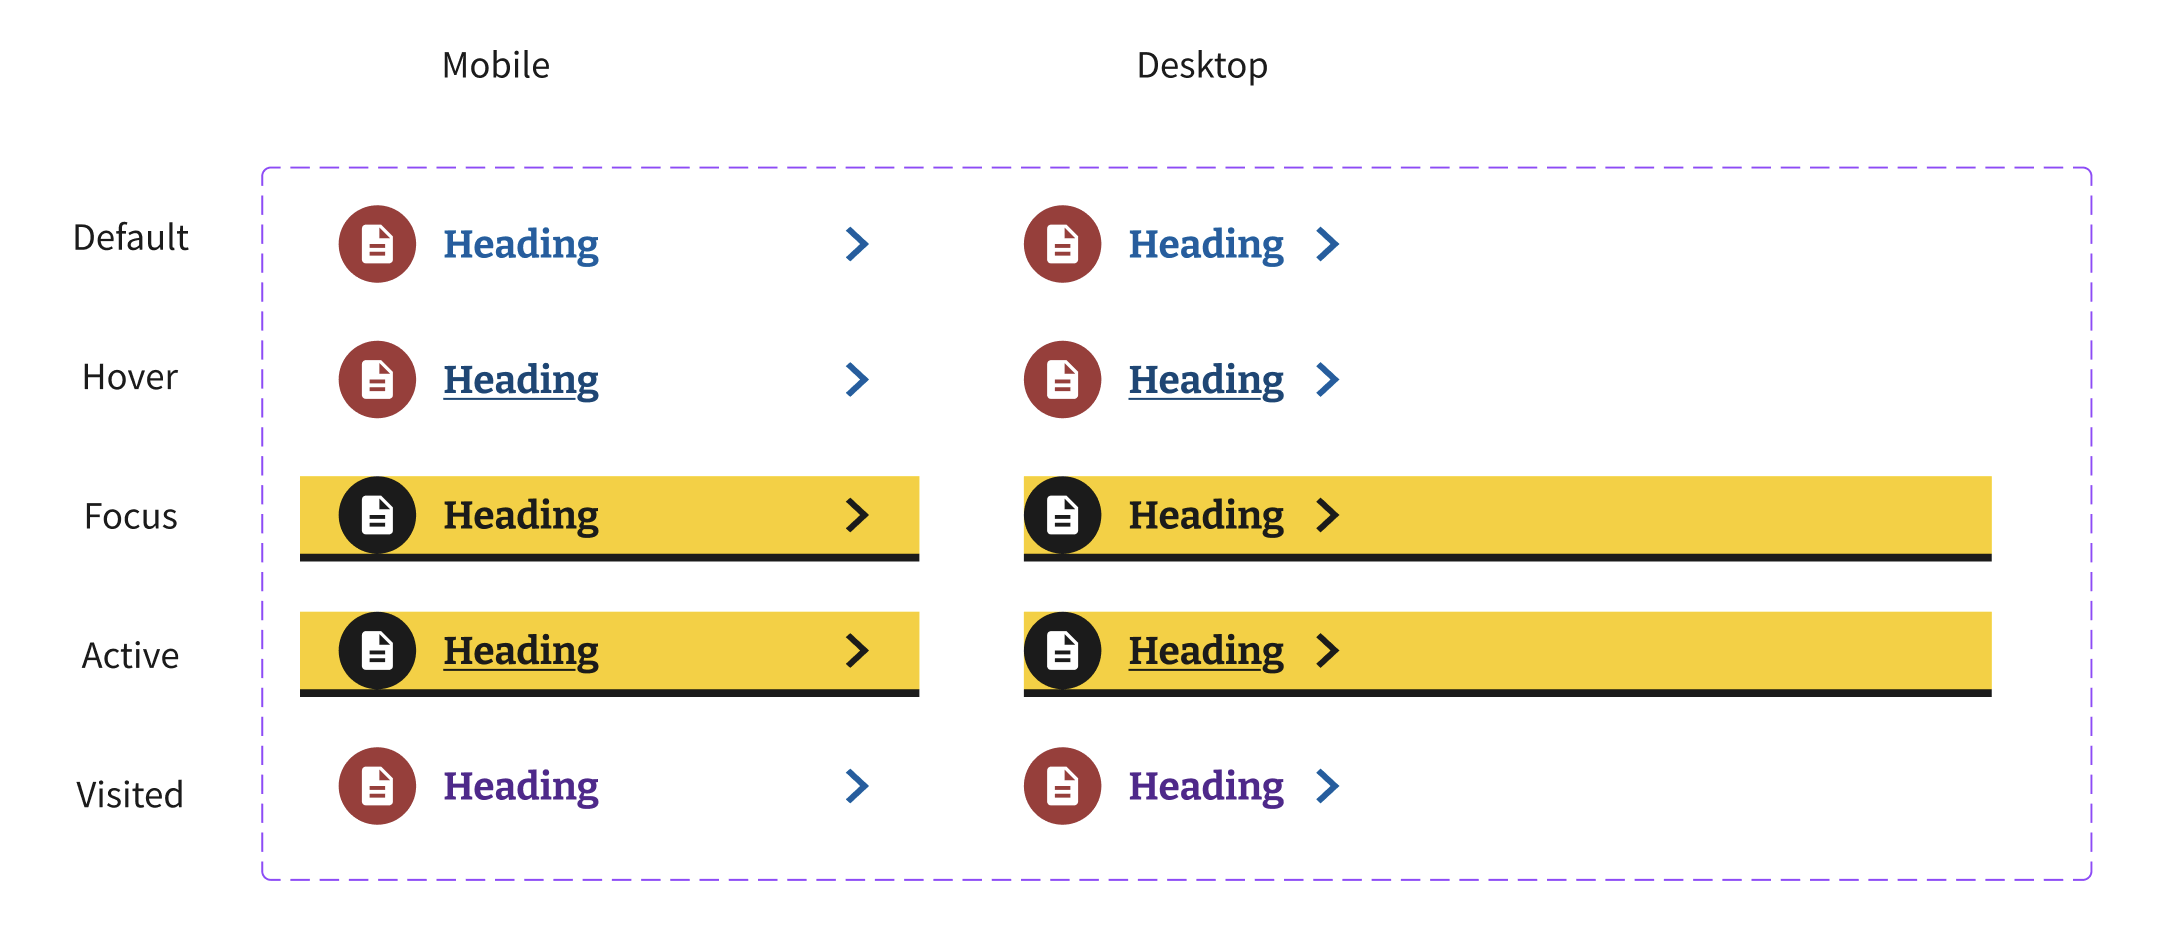 Mobile Desktop
Default Heading Heading
Hover Heading Heading
Focus Heading Heading
Active Heading Heading
Visited Heading Heading